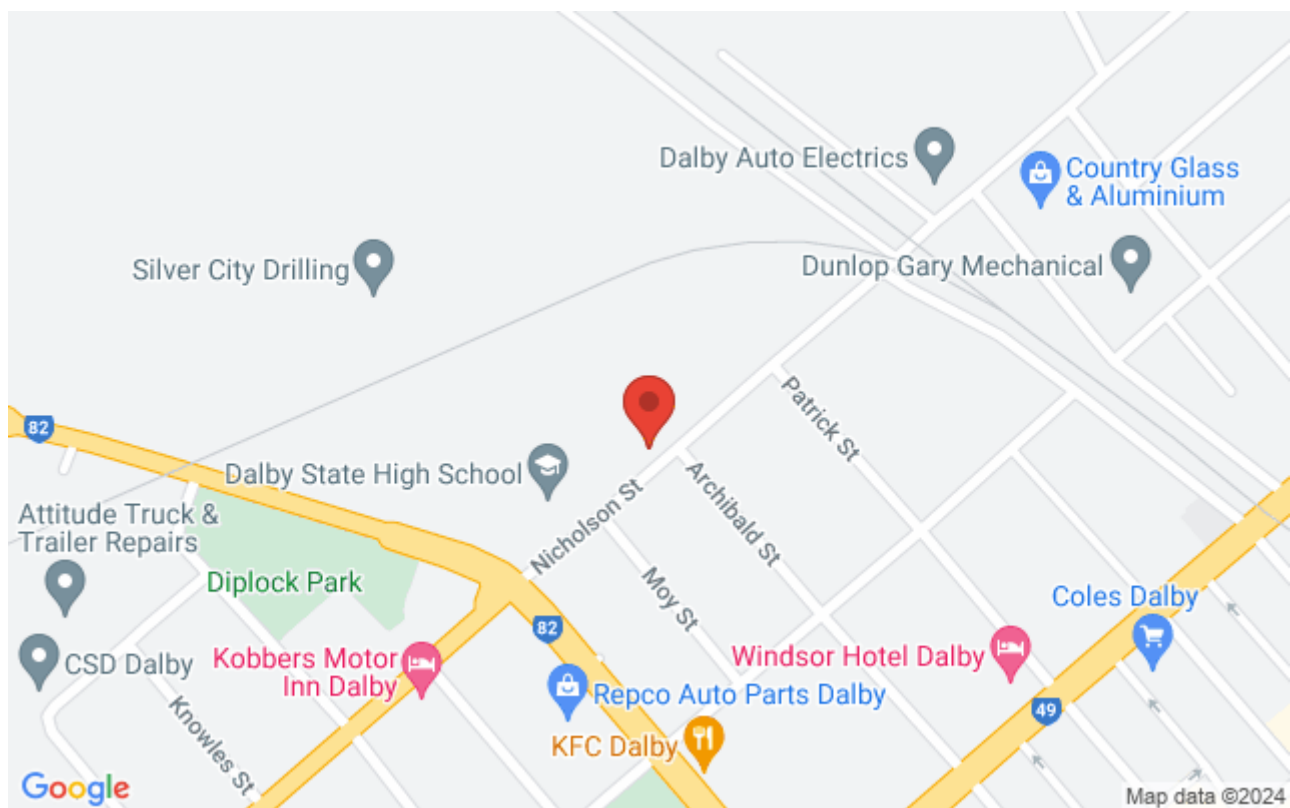 Dalby Auto Electrics
Country Glass
& Aluminium
Silver City Drilling
Dunlop Gary Mechanical
Patrick St
82
Dalby State High School
Archibald St
Nicholson St
Attitude Truck &
Trailer Repairs
Diplock Park
Moy St
Coles Dalby
82
CSD Dalby
Kobbers Motor
Inn Dalby
Windsor Hotel Dalby
Repco Auto Parts Dalby
49
Knowles St
KFC Dalby
Google
Map data ©2024